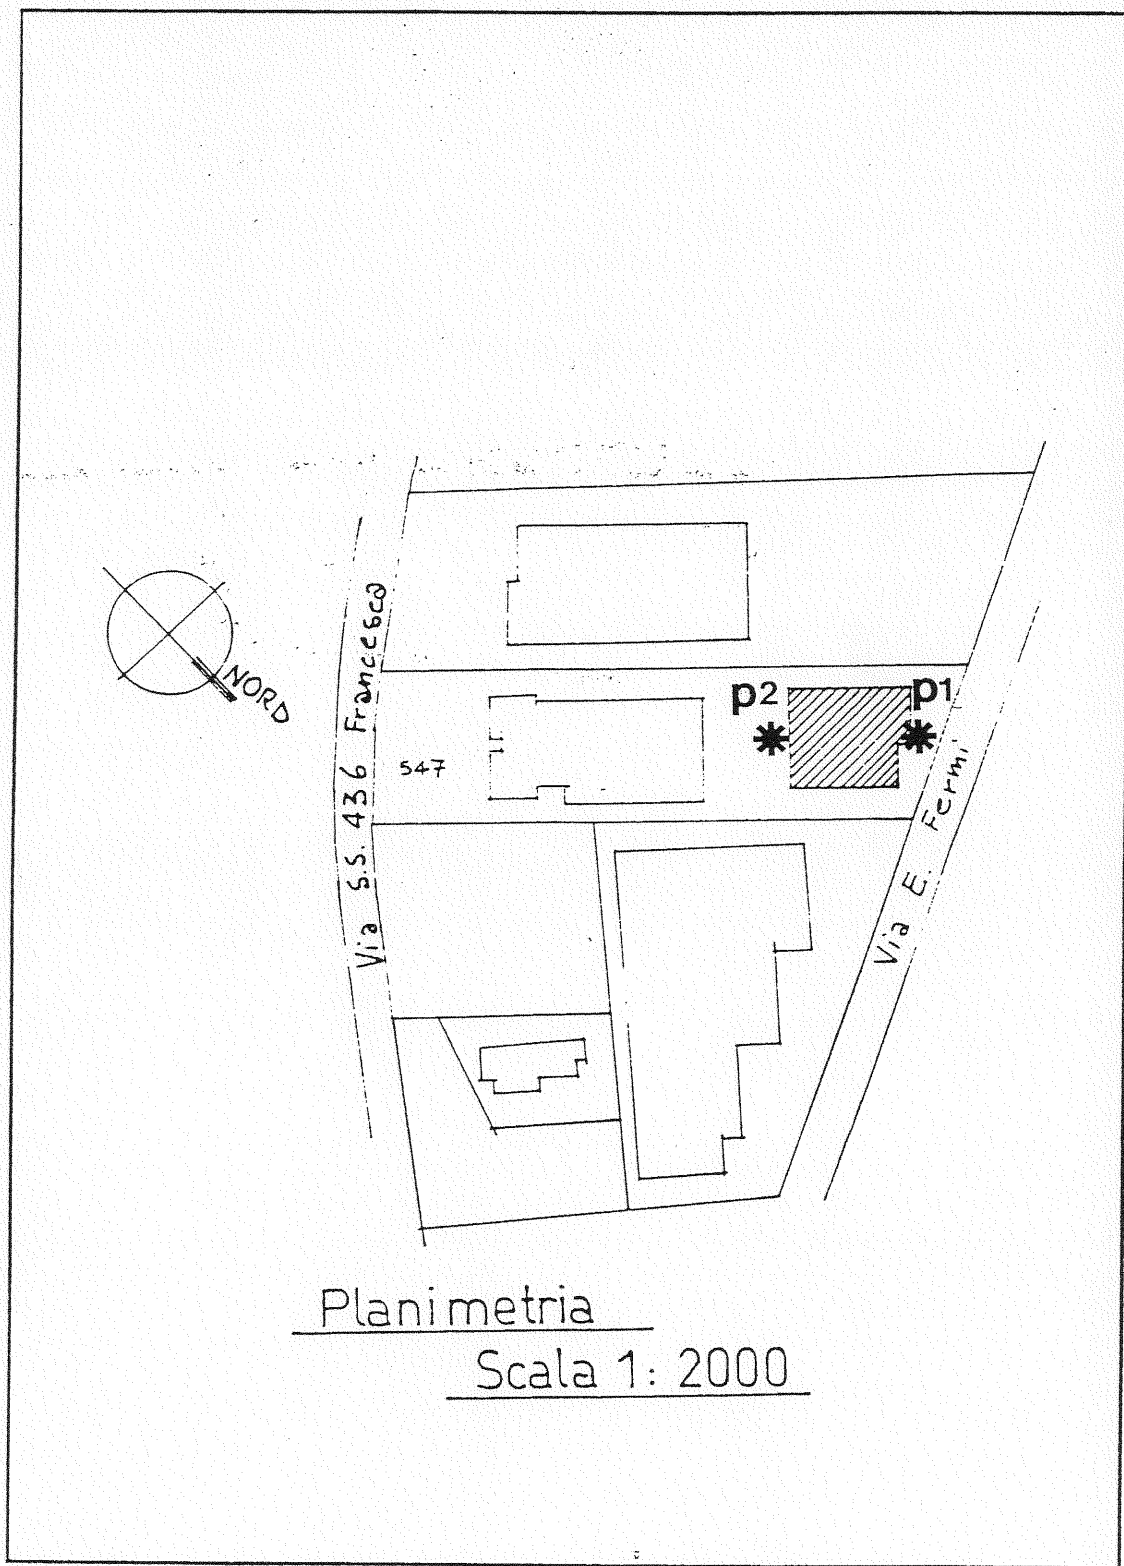 Via S.S. 436 Francesca
NORD
547
p2
p1
Via E. Fermi
Planimetria
Scala 1: 2000